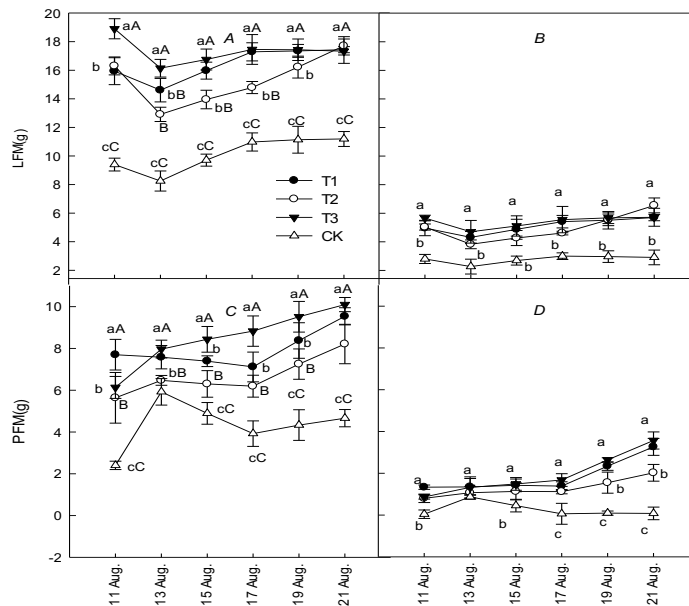 20
18
16
14
12
10
8
6
4
2
LFM(g)
aA aA aA A aA aA aA
b bB bB bB b
B
cC cC cC cC cC cC
T1
T2
T3
CK
B
a a a a a a
b b b b b b
10
8
6
4
2
0
-2
PFM(g)
aA aA aA C aA aA aA
b bB b b b b
B B B B
cC cC cC cC cC
D
a a a a a a
b b b b
b c c c
11 Aug.
13 Aug.
15 Aug.
17 Aug.
19 Aug.
21 Aug.
11 Aug.
13 Aug.
15 Aug.
17 Aug.
19 Aug.
21 Aug.